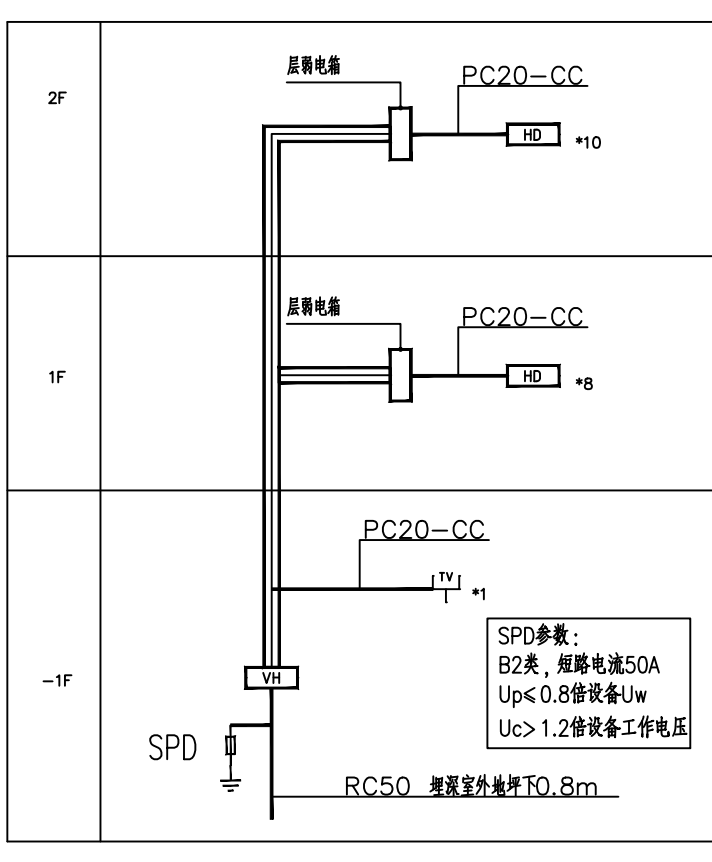 2F
层弱电箱
PC20-CC
HD
*10
1F
层弱电箱
PC20-CC
HD
*8
-1F
PC20-CC
TV
*1
SPD参数:
B2类,短路电流50A
Up≤0.8倍设备Uw
Uc>1.2倍设备工作电压
VH
SPD
RC50 埋深室外地坪下0.8m